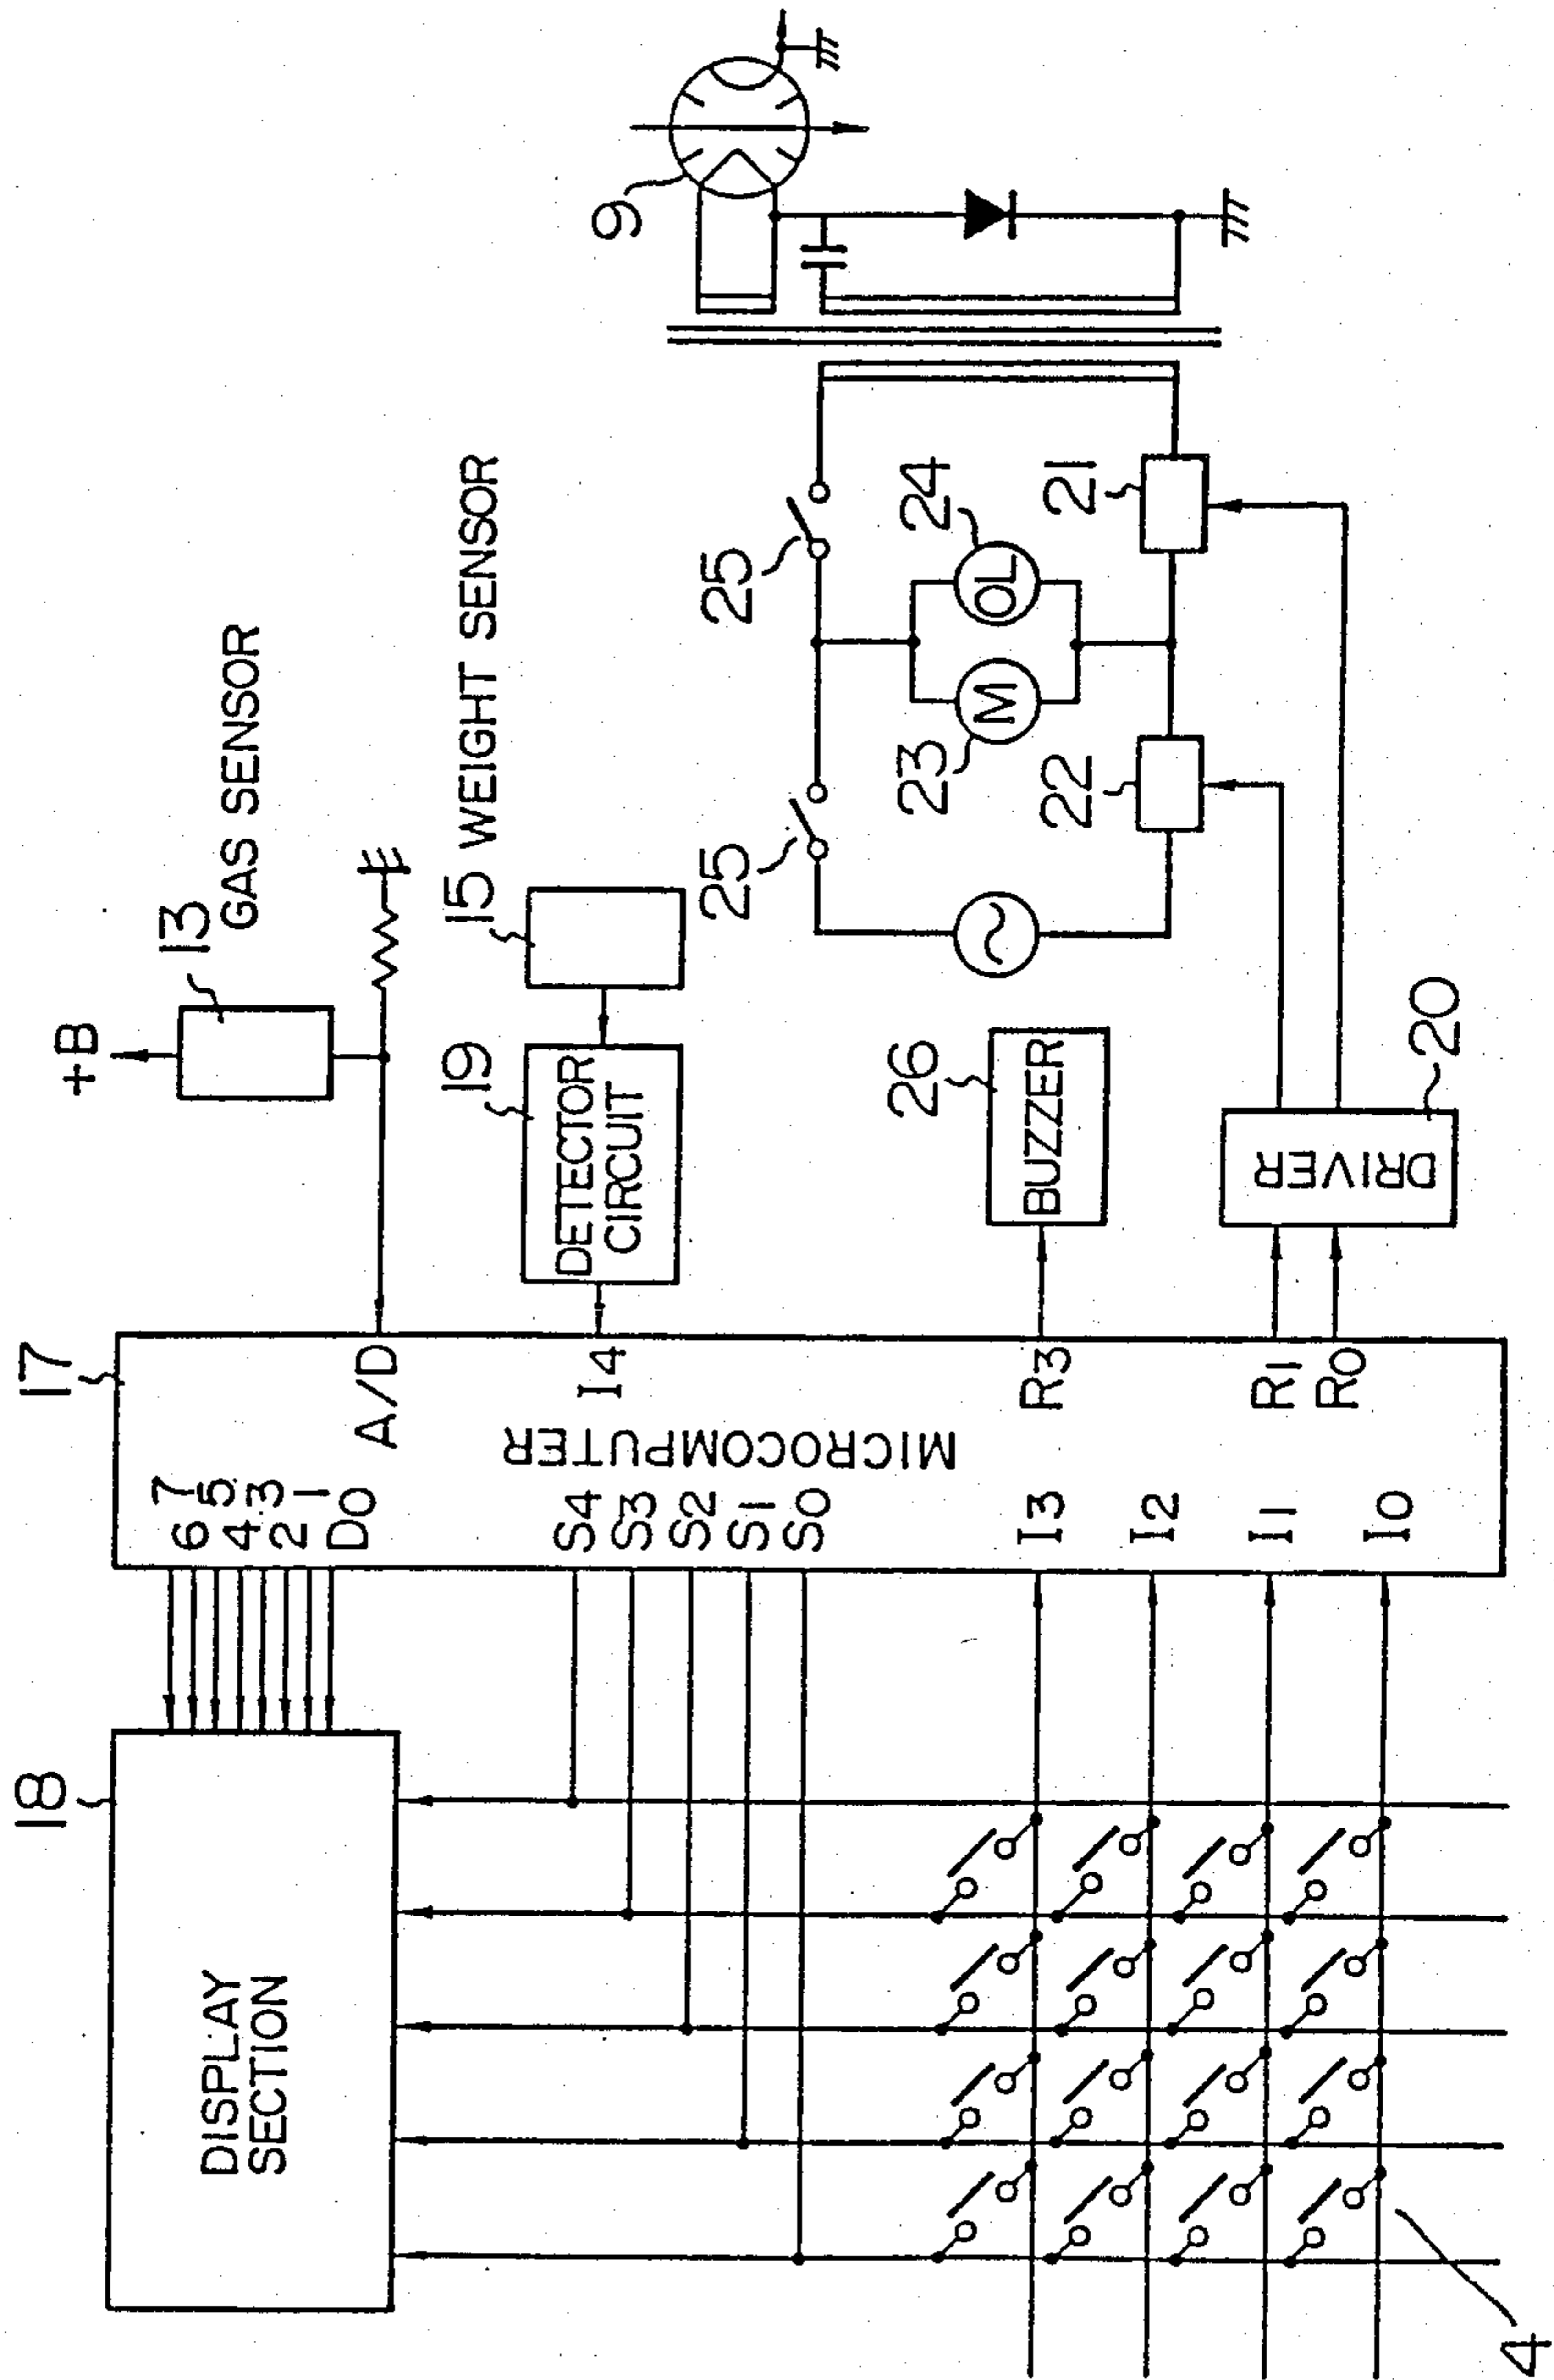 18
DISPLAY
SECTION
7
6
5
4
3
2
1
D0
S4
S3
S2
S1
S0
I3
I2
I1
I0
4
17
MICROCOMPUTER
A/D
I4
R3
R1
R0
+B
13
GAS SENSOR
19
DETECTOR
CIRCUIT
15 WEIGHT SENSOR
26
BUZZER
DRIVER
20
25
25
23
M
24
OL
22
21
9